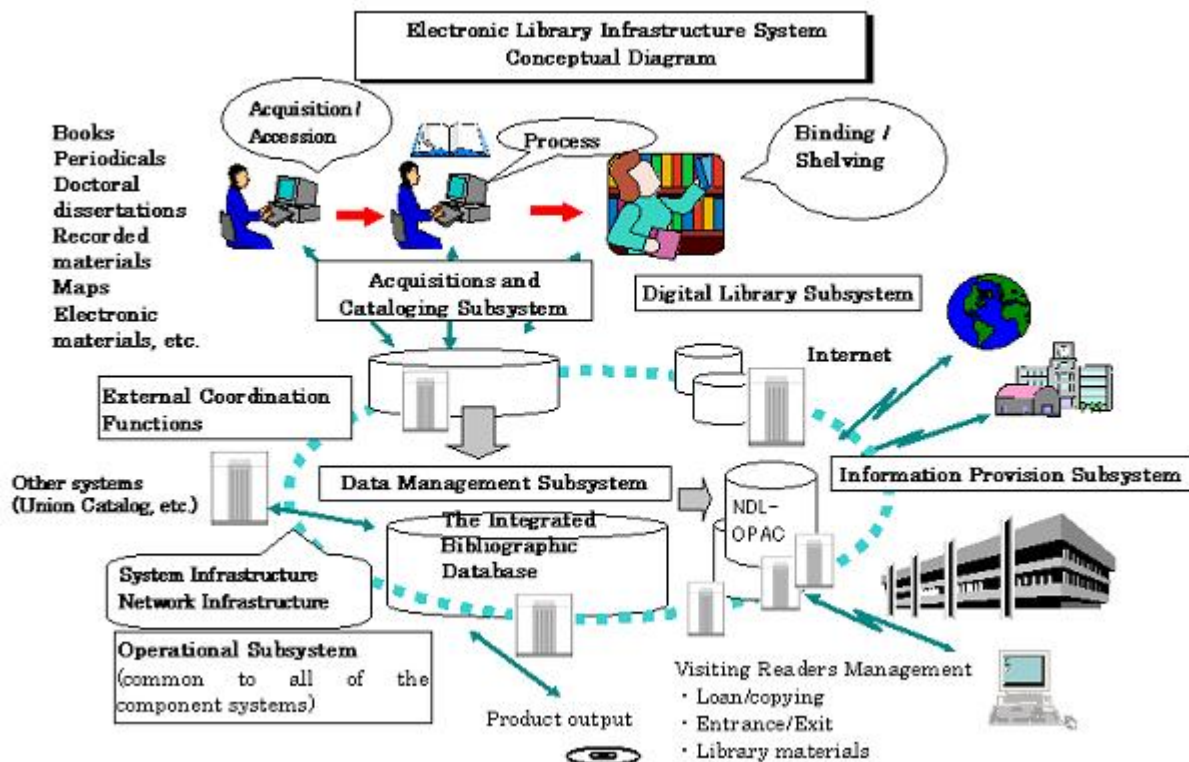 Electronic Library Infrastructure System
Conceptual Diagram
Acquisition /
Accession
Process
Binding /
Shelving
Books
Periodicals
Doctoral
dissertations
Recorded
materials
Maps
Electronic
materials, etc.
Acquisitions and
Cataloging Subsystem
Digital Library Subsystem
Internet
External Coordination
Functions
Other systems
(Union Catalog, etc.)
Data Management Subsystem
Information Provision Subsystem
NDL-
OPAC
The Integrated
Bibliographic
Database
System Infrastructure
Network Infrastructure
Operational Subsystem
(common to all of the
component systems)
Product output
Visiting Readers Management
・Loan/copying
・Entrance/Exit
・Library materials